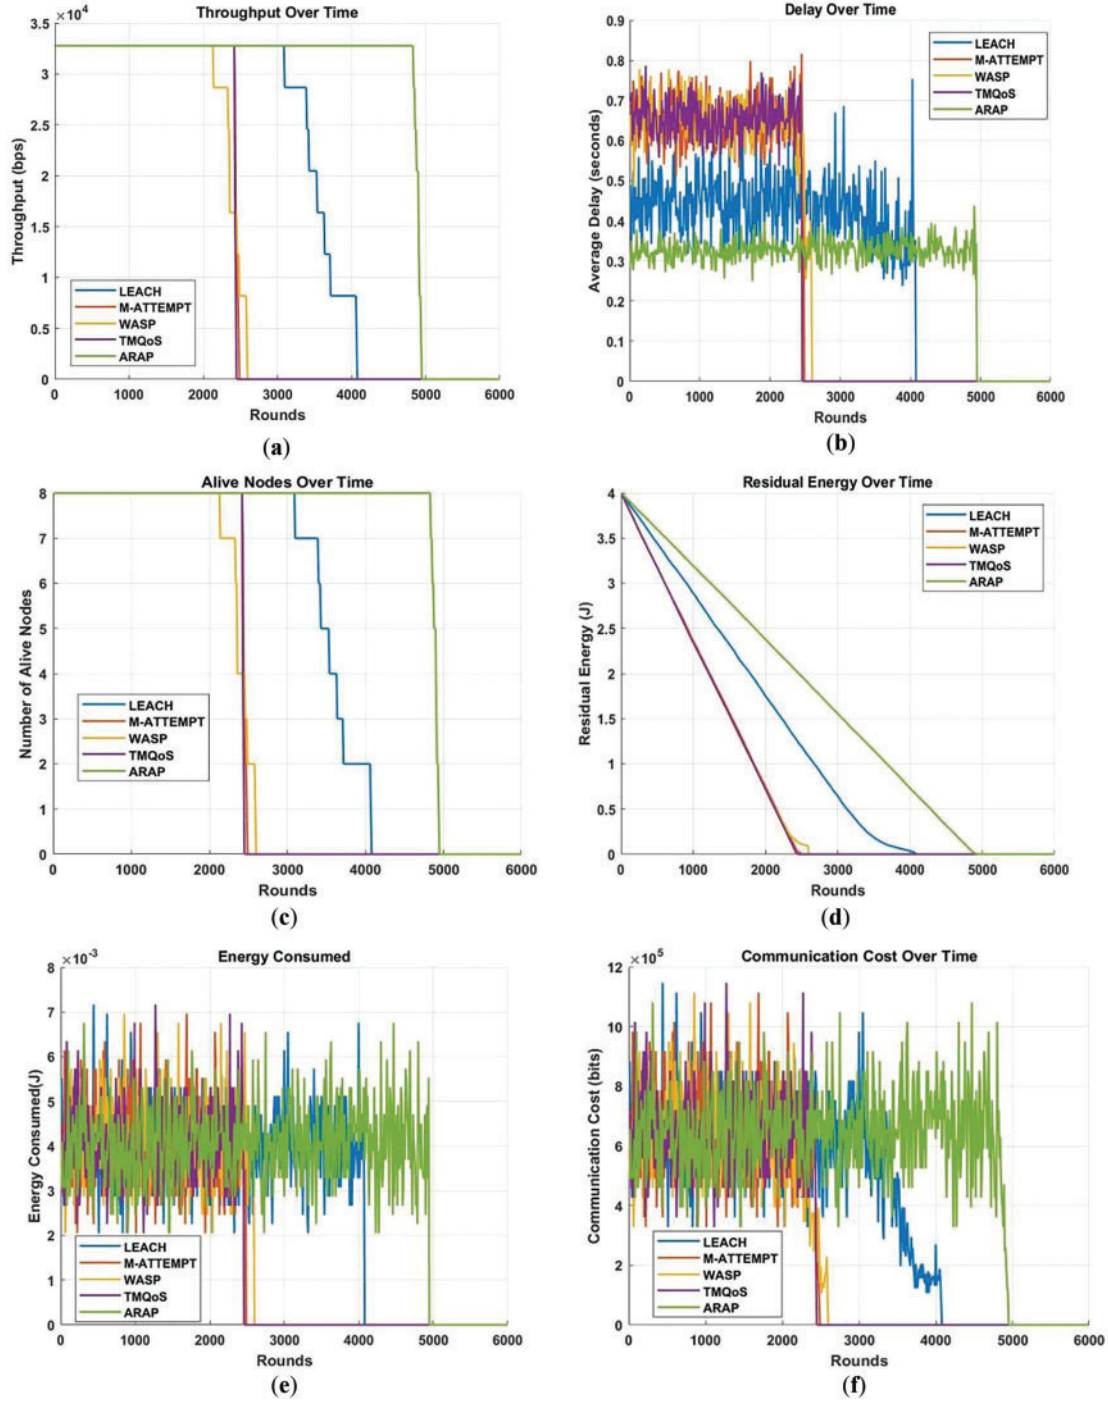 Throughput Over Time
×10⁴
3.5
3
2.5
2
1.5
1
0.5
0
Throughput (bps)
LEACH
M-ATTEMPT
WASP
TMQoS
ARAP
0 1000 2000 3000 4000 5000 6000
Rounds
(a)
Delay Over Time
0.9
0.8
0.7
0.6
0.5
0.4
0.3
0.2
0.1
0
Average Delay (seconds)
LEACH
M-ATTEMPT
WASP
TMQoS
ARAP
0 1000 2000 3000 4000 5000 6000
Rounds
(b)
Alive Nodes Over Time
8
7
6
5
4
3
2
1
0
Number of Alive Nodes
LEACH
M-ATTEMPT
WASP
TMQoS
ARAP
0 1000 2000 3000 4000 5000 6000
Rounds
(c)
Residual Energy Over Time
4
3.5
3
2.5
2
1.5
1
0.5
0
Residual Energy (J)
LEACH
M-ATTEMPT
WASP
TMQoS
ARAP
0 1000 2000 3000 4000 5000 6000
Rounds
(d)
Energy Consumed
×10⁻³
8
7
6
5
4
3
2
1
0
Energy Consumed(J)
LEACH
M-ATTEMPT
WASP
TMQoS
ARAP
0 1000 2000 3000 4000 5000 6000
Rounds
(e)
Communication Cost Over Time
×10⁵
12
10
8
6
4
2
0
Communication Cost (bits)
LEACH
M-ATTEMPT
WASP
TMQoS
ARAP
0 1000 2000 3000 4000 5000 6000
Rounds
(f)